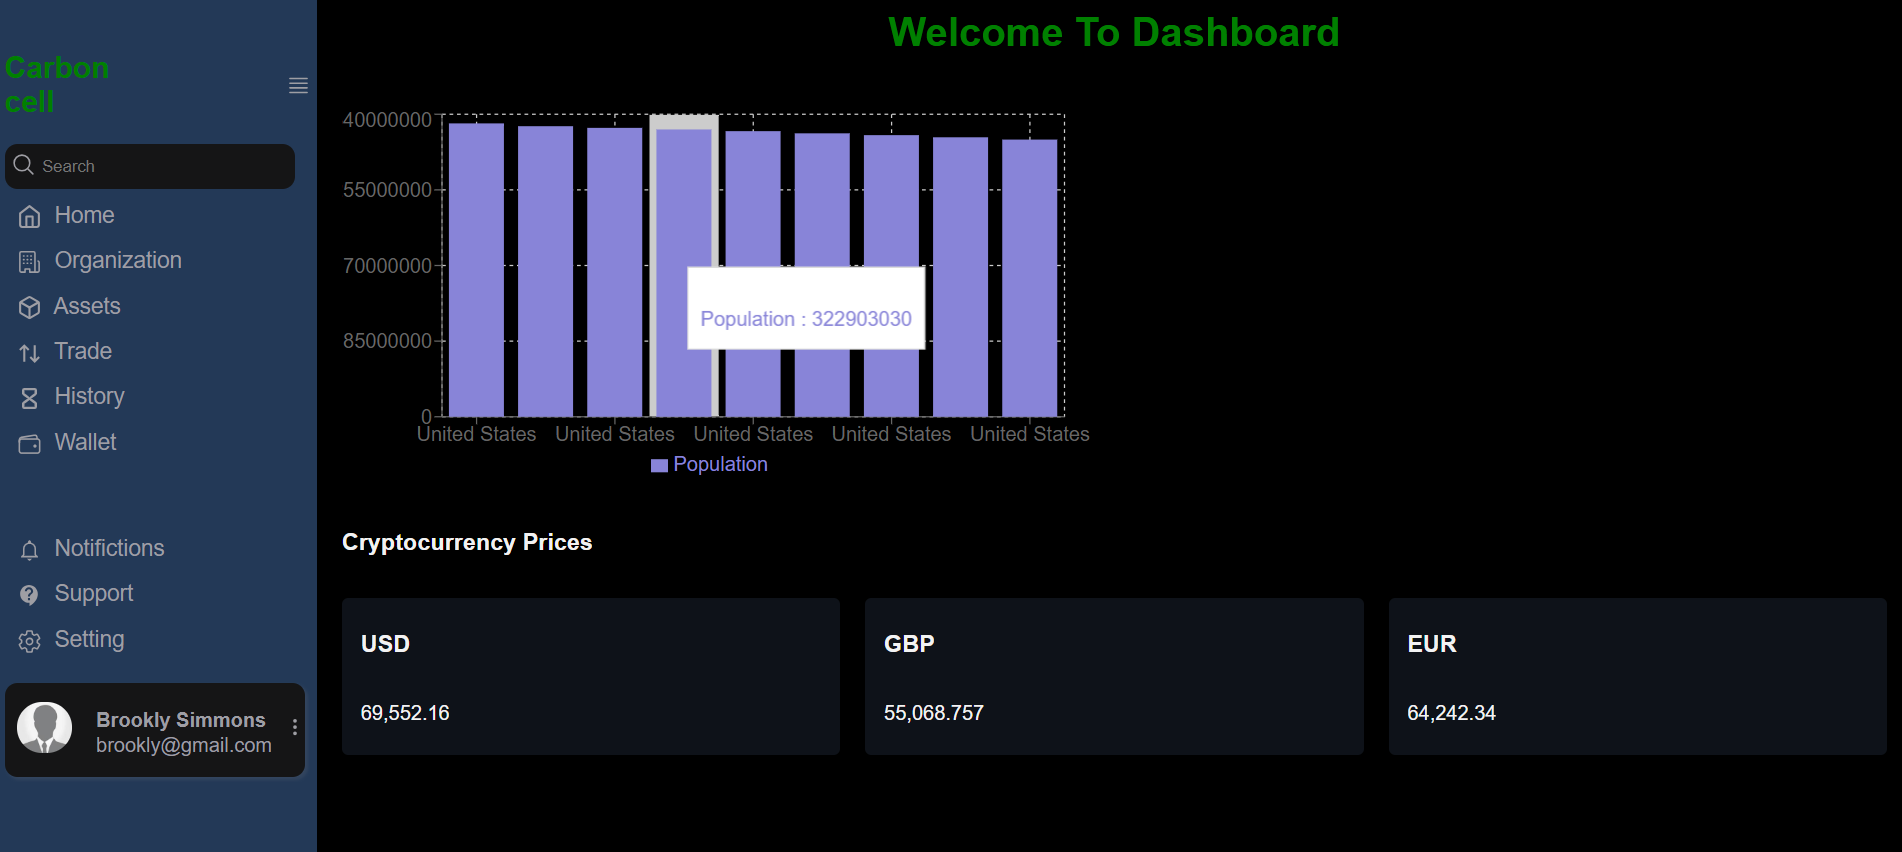 Carbon
cell
Search
Home
Organization
Assets
Trade
History
Wallet
Notifictions
Support
Setting
Brookly Simmons
brookly@gmail.com
Welcome To Dashboard
40000000
55000000
70000000
85000000
0
Population : 322903030
United States United States United States United States United States
Population
Cryptocurrency Prices
USD
69,552.16
GBP
55,068.757
EUR
64,242.34